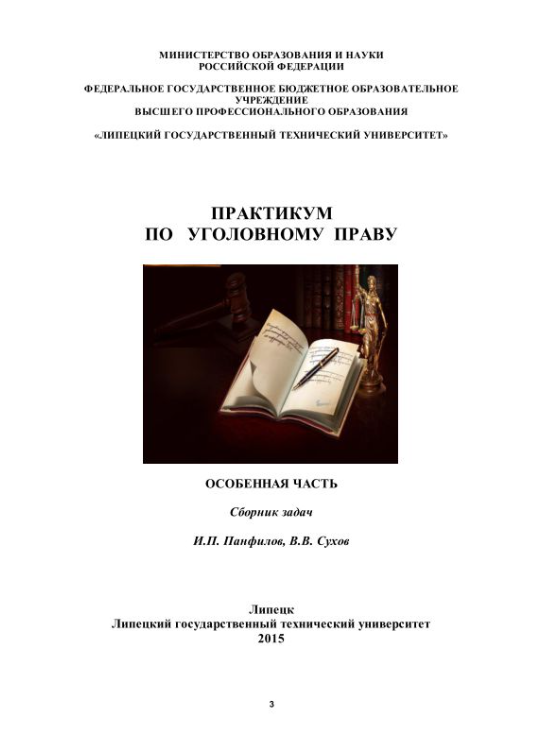 МИНИСТЕРСТВО ОБРАЗОВАНИЯ И НАУКИ
РОССИЙСКОЙ ФЕДЕРАЦИИ
ФЕДЕРАЛЬНОЕ ГОСУДАРСТВЕННОЕ БЮДЖЕТНОЕ ОБРАЗОВАТЕЛЬНОЕ
УЧРЕЖДЕНИЕ
ВЫСШЕГО ПРОФЕССИОНАЛЬНОГО ОБРАЗОВАНИЯ
«ЛИПЕЦКИЙ ГОСУДАРСТВЕННЫЙ ТЕХНИЧЕСКИЙ УНИВЕРСИТЕТ»
ПРАКТИКУМ
ПО УГОЛОВНОМУ ПРАВУ
ОСОБЕННАЯ ЧАСТЬ
Сборник задач
И.П. Панфилов, В.В. Сухов
Липецк
Липецкий государственный технический университет
2015
3